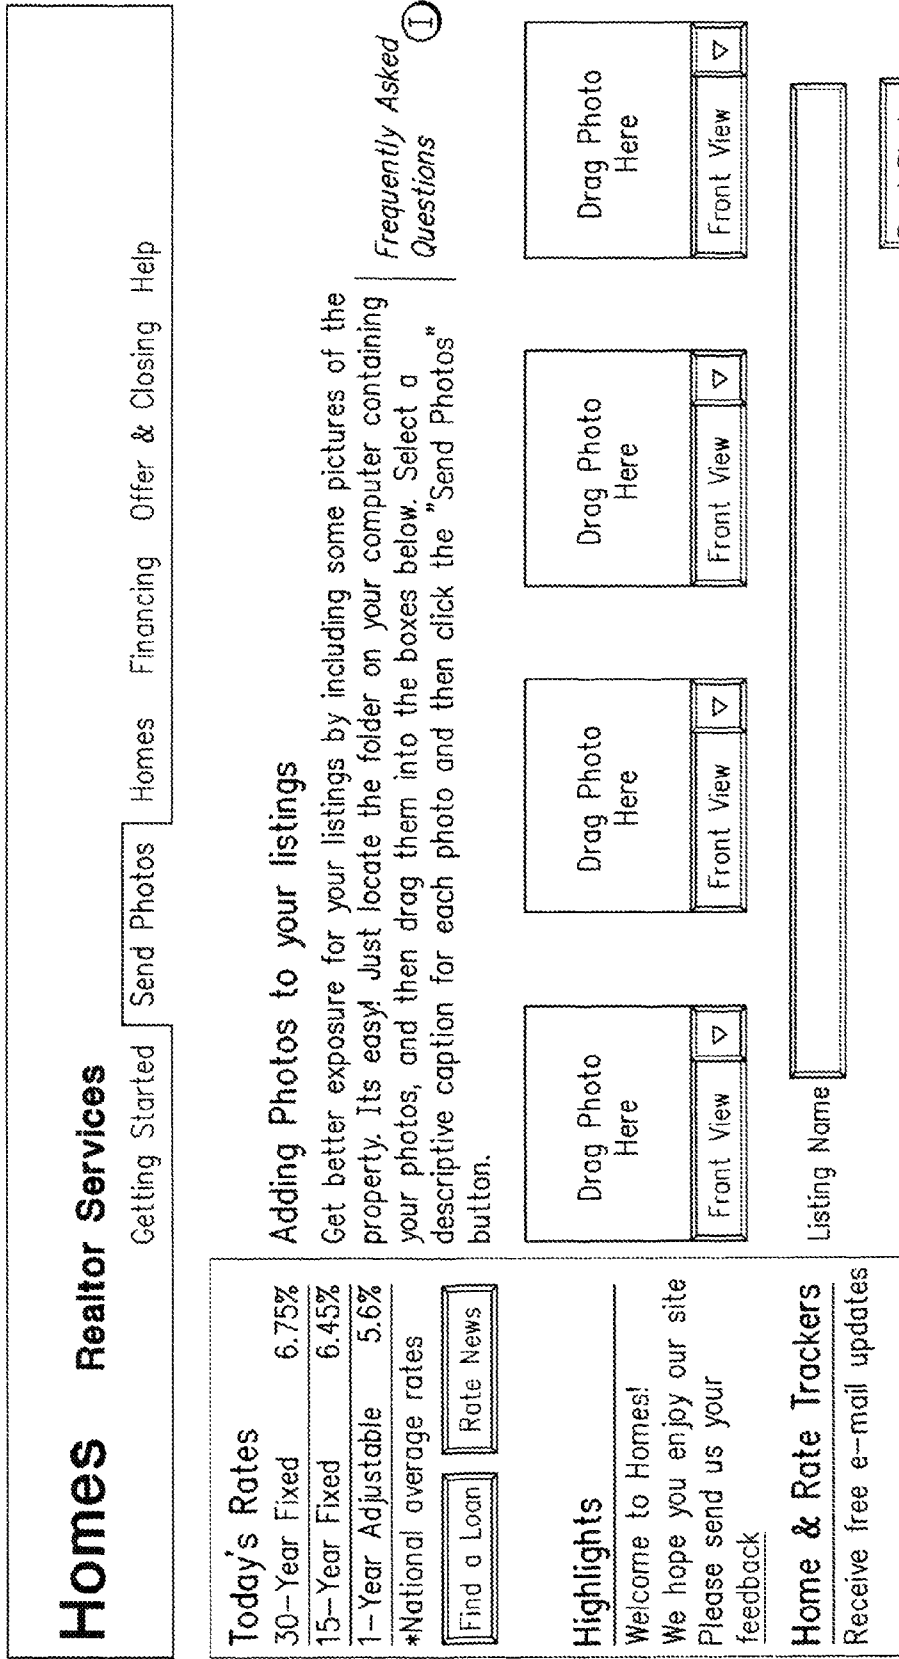 Homes Realtor Services
Getting Started Send Photos Homes Financing Offer & Closing Help
Today's Rates
30-Year Fixed 6.75%
15-Year Fixed 6.45%
1-Year Adjustable 5.6%
*National average rates
Find a Loan Rate News
Highlights
Welcome to Homes!
We hope you enjoy our site
Please send us your
feedback
Home & Rate Trackers
Receive free e-mail updates
Adding Photos to your listings
Get better exposure for your listings by including some pictures of the
property. Its easy! Just locate the folder on your computer containing
your photos, and then drag them into the boxes below. Select a
descriptive caption for each photo and then click the "Send Photos"
button.
Frequently Asked
Questions
I
Drag Photo
Here
Front View
Drag Photo
Here
Front View
Drag Photo
Here
Front View
Drag Photo
Here
Front View
Listing Name